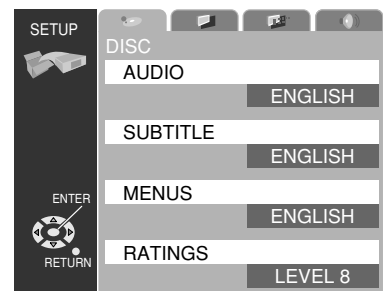 SETUP
DISC
AUDIO
ENGLISH
SUBTITLE
ENGLISH
MENUS
ENGLISH
RATINGS
LEVEL 8
ENTER
RETURN